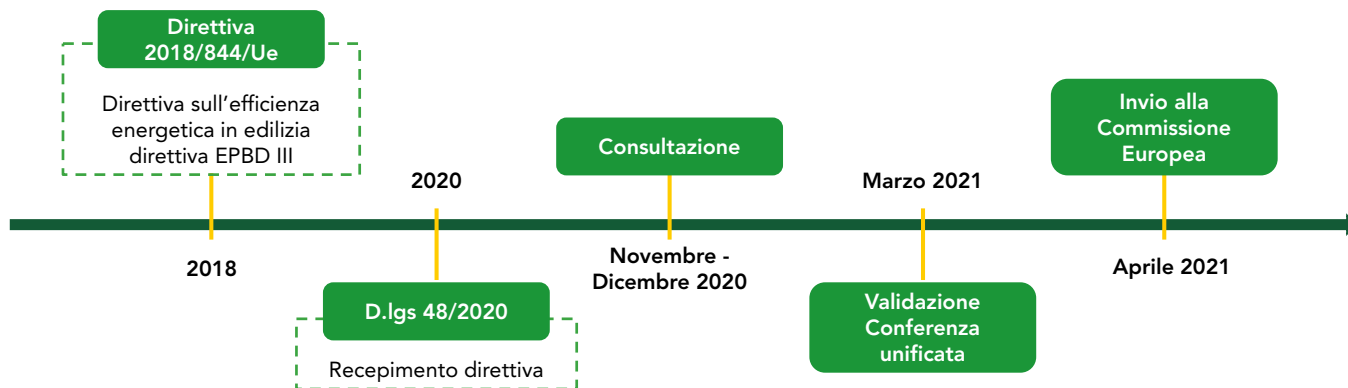 Direttiva
2018/844/Ue
Direttiva sull'efficienza
energetica in edilizia
direttiva EPBD III
2018
2020
D.lgs 48/2020
Recepimento direttiva
Consultazione
Novembre -
Dicembre 2020
Marzo 2021
Validazione
Conferenza
unificata
Invio alla
Commissione
Europea
Aprile 2021